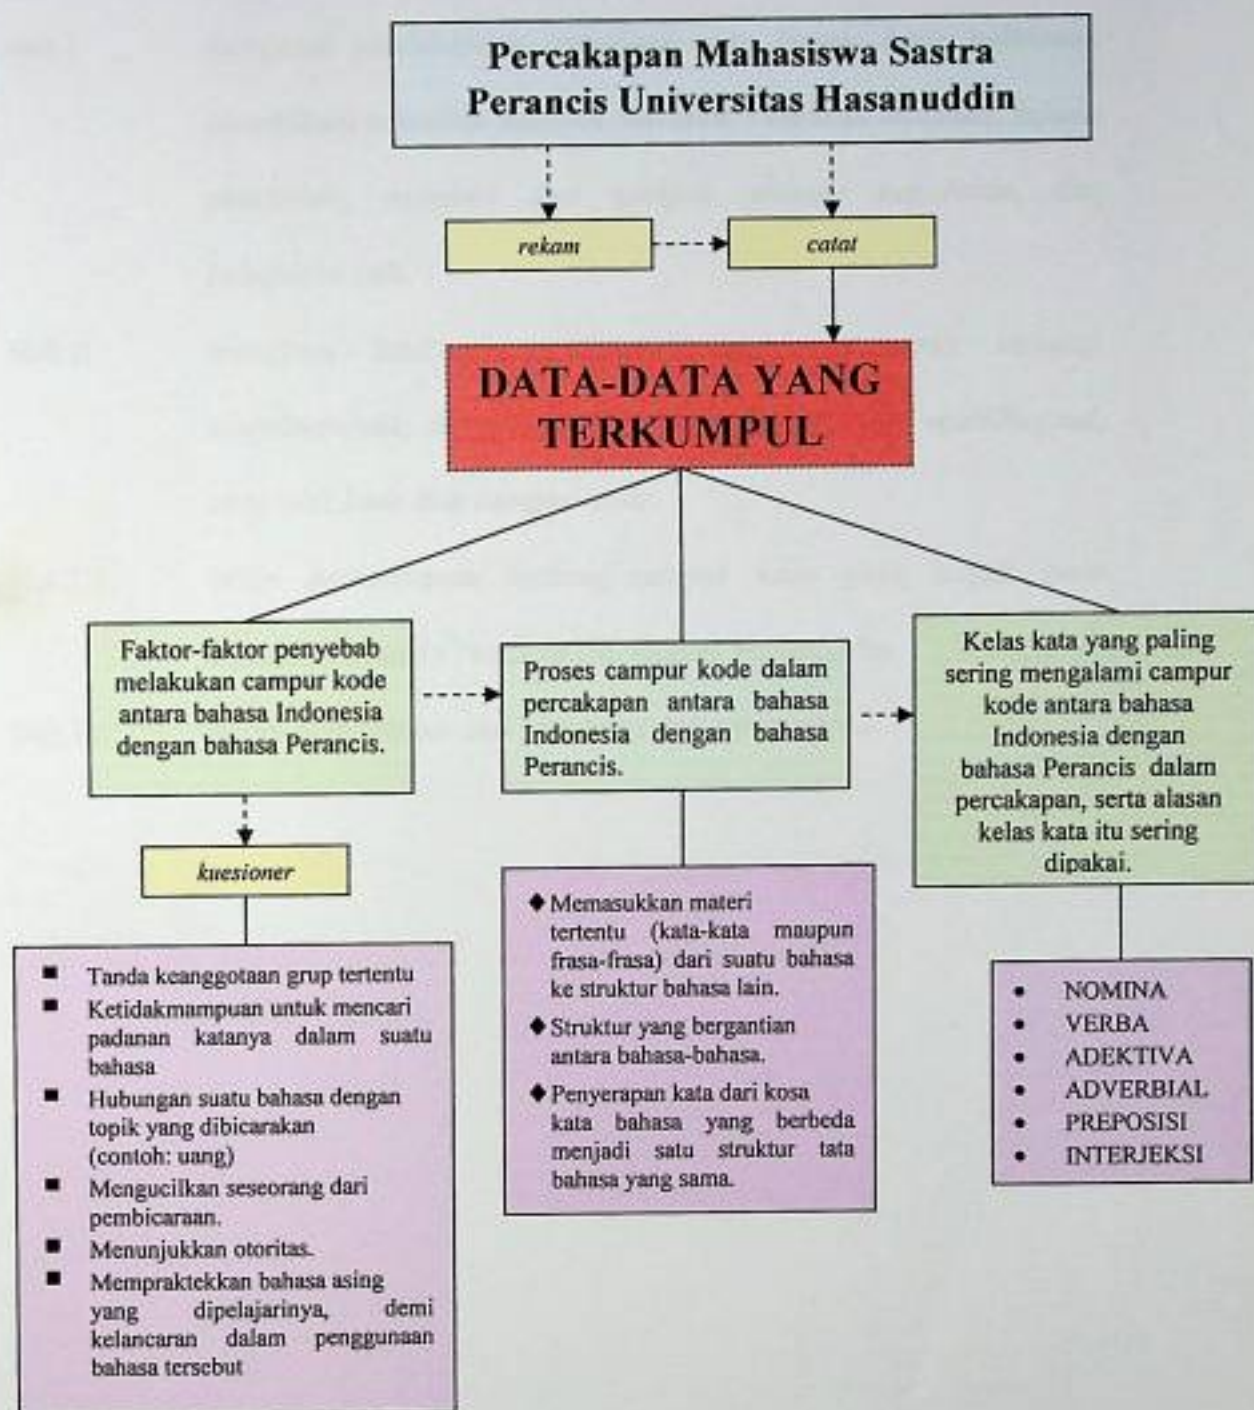 Percakapan Mahasiswa Sastra
Perancis Universitas Hasanuddin
rekam
catat
DATA-DATA YANG
TERKUMPUL
Faktor-faktor penyebab
melakukan campur kode
antara bahasa Indonesia
dengan bahasa Perancis.
Proses campur kode dalam
percakapan antara bahasa
Indonesia dengan bahasa
Perancis.
Kelas kata yang paling
sering mengalami campur
kode antara bahasa
Indonesia dengan
bahasa Perancis dalam
percakapan, serta alasan
kelas kata itu sering
dipakai.
kuesioner
■ Tanda keanggotaan grup tertentu
■ Ketidakmampuan untuk mencari
padanan katanya dalam suatu
bahasa
■ Hubungan suatu bahasa dengan
topik yang dibicarakan
(contoh: uang)
■ Mengucilkan seseorang dari
pembicaraan.
■ Menunjukkan otoritas.
■ Mempraktekkan bahasa asing
yang dipelajarinya, demi
kelancaran dalam penggunaan
bahasa tersebut
◆ Memasukkan materi
tertentu (kata-kata maupun
frasa-frasa) dari suatu bahasa
ke struktur bahasa lain.
◆ Struktur yang bergantian
antara bahasa-bahasa.
◆ Penyerapan kata dari kosa
kata bahasa yang berbeda
menjadi satu struktur tata
bahasa yang sama.
• NOMINA
• VERBA
• ADEKTIVA
• ADVERBIAL
• PREPOSISI
• INTERJEKSI